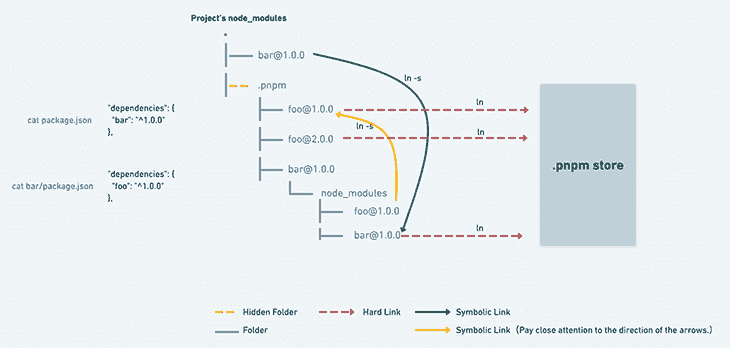 Project's node_modules
bar@1.0.0
ln -s
.pnpm
foo@1.0.0
ln
ln -s
foo@2.0.0
ln
bar@1.0.0
node_modules
foo@1.0.0
bar@1.0.0
ln
cat package.json
"dependencies": {
"bar": "^1.0.0"
},
cat bar/package.json
"dependencies": {
"foo": "^1.0.0"
},
.pnpm store
Hidden Folder
Hard Link
Symbolic Link
Folder
Symbolic Link (Pay close attention to the direction of the arrows.)